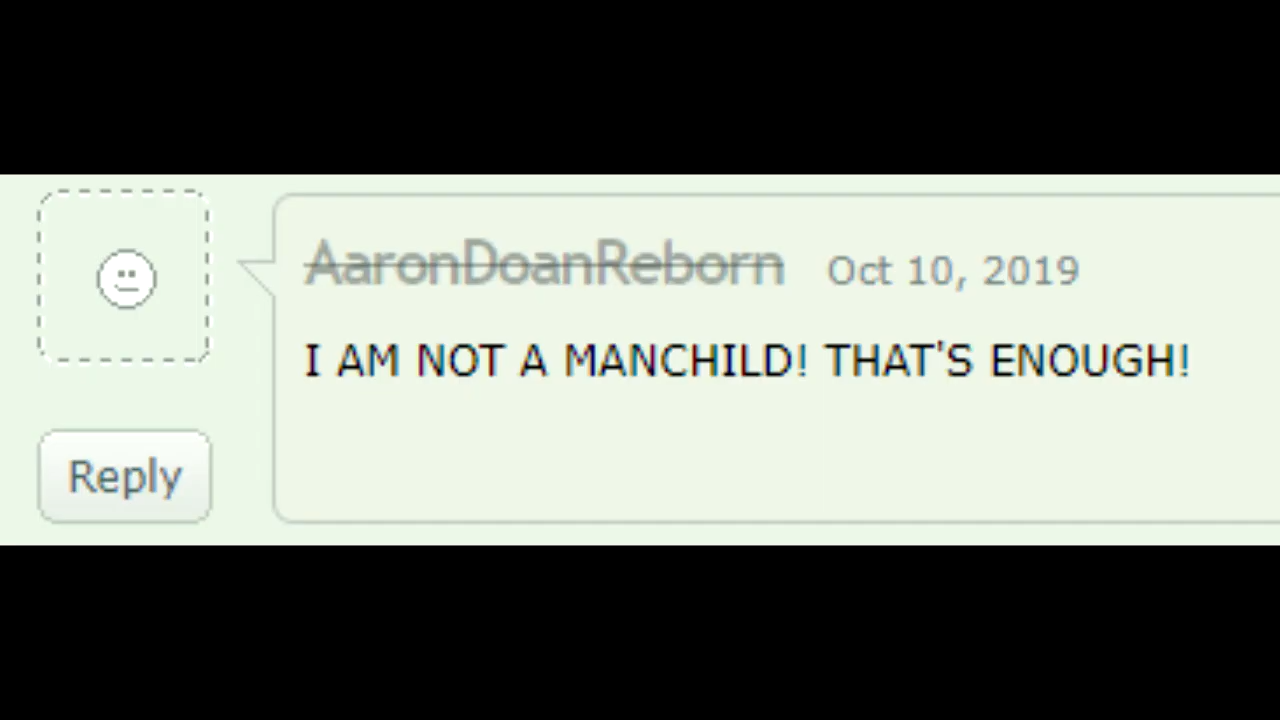 AaronDoanReborn Oct 10, 2019
I AM NOT A MANCHILD! THAT'S ENOUGH!
Reply